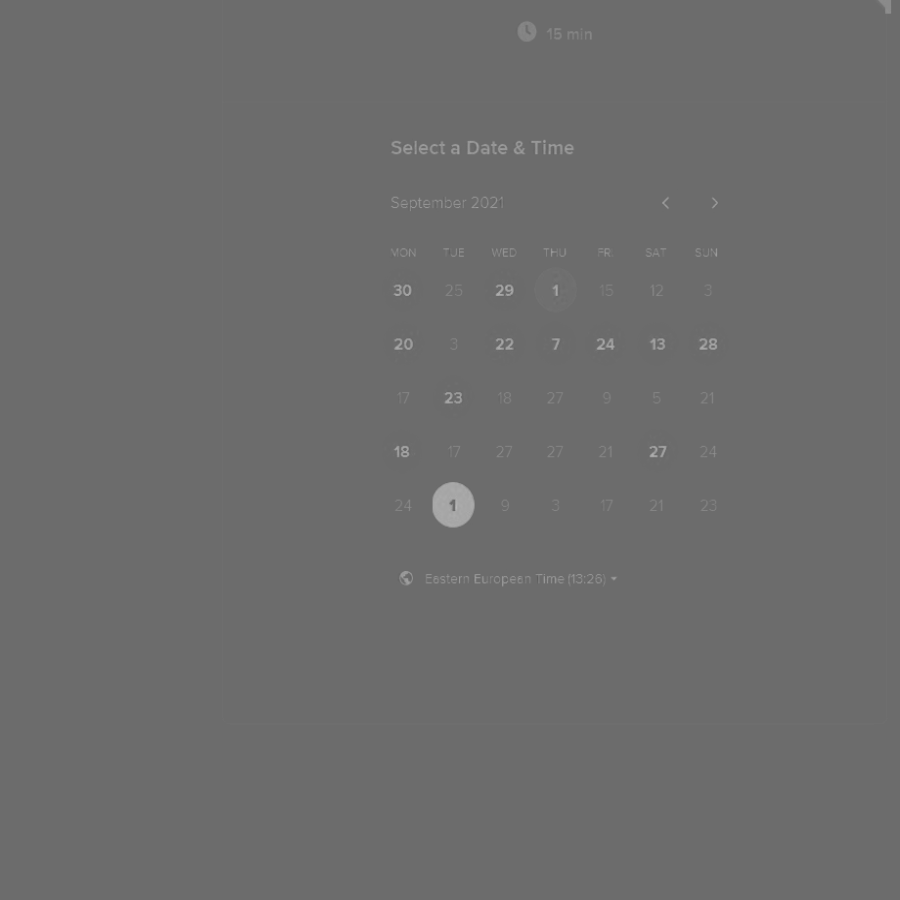 15 min
Select a Date & Time
September 2021
MON TUE WED THU FR. SAT SUN
30 25 29 1 15 12 3
20 3 22 7 24 13 28
17 23 18 27 9 5 21
18 17 27 27 21 27 24
24 1 9 3 17 21 23
Eastern European Time (13:26)